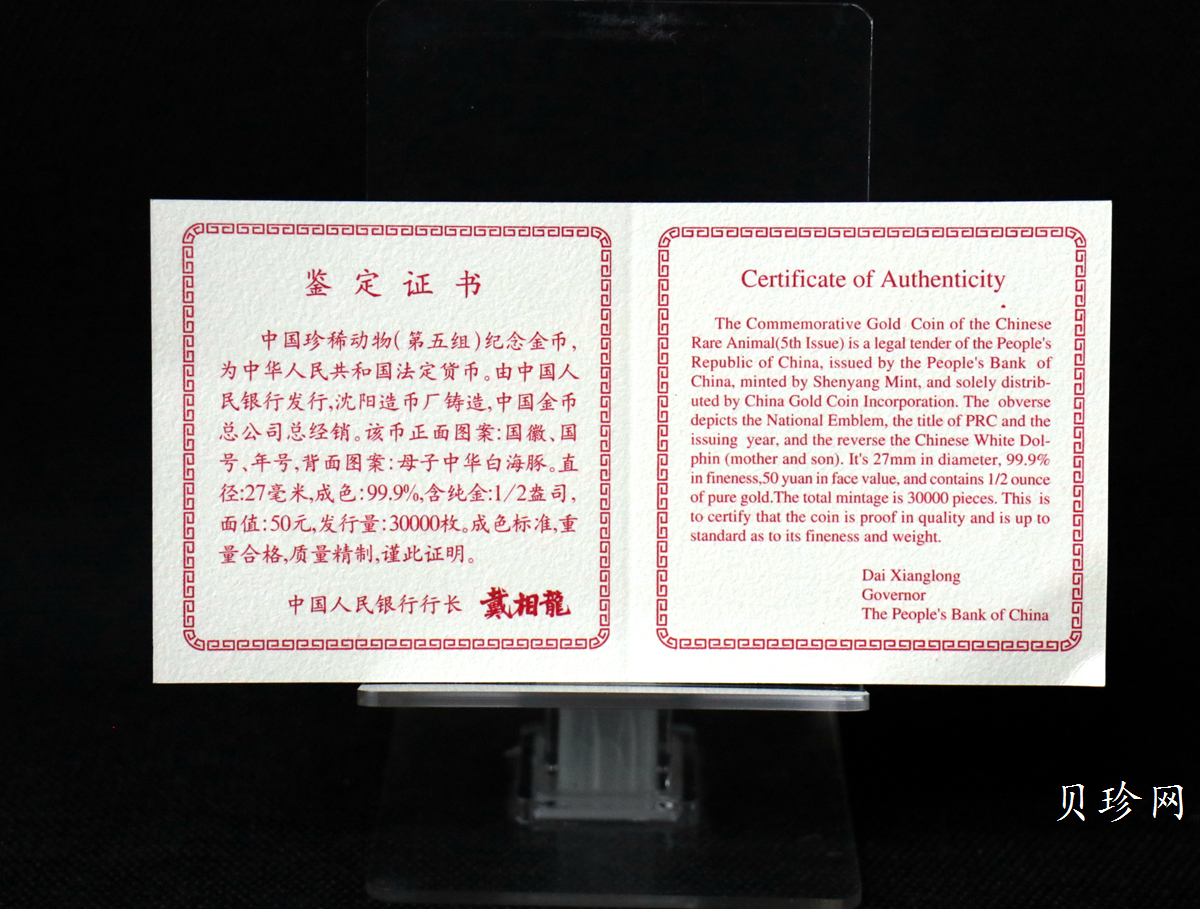 鉴定证书
中国珍稀动物(第五组)纪念金币,
为中华人民共和国法定货币。由中国人
民银行发行,沈阳造币厂铸造,中国金币
总公司总经销。该币正面图案:国徽、国
号、年号,背面图案:母子中华白海豚。直
径:27毫米,成色:99.9%,含纯金:1/2盎司,
面值:50元,发行量:30000枚。成色标准,重
量合格,质量精制,谨此证明。
中国人民银行行长 戴相龍
Certificate of Authenticity
The Commemorative Gold Coin of the Chinese
Rare Animal(5th Issue) is a legal tender of the People's
Republic of China, issued by the People's Bank of
China, minted by Shenyang Mint, and solely distrib-
uted by China Gold Coin Incorporation. The obverse
depicts the National Emblem, the title of PRC and the
issuing year, and the reverse the Chinese White Dol-
phin (mother and son). It's 27mm in diameter, 99.9%
in fineness,50 yuan in face value, and contains 1/2 ounce
of pure gold.The total mintage is 30000 pieces. This is
to certify that the coin is proof in quality and is up to
standard as to its fineness and weight.
Dai Xianglong
Governor
The People's Bank of China
贝珍网